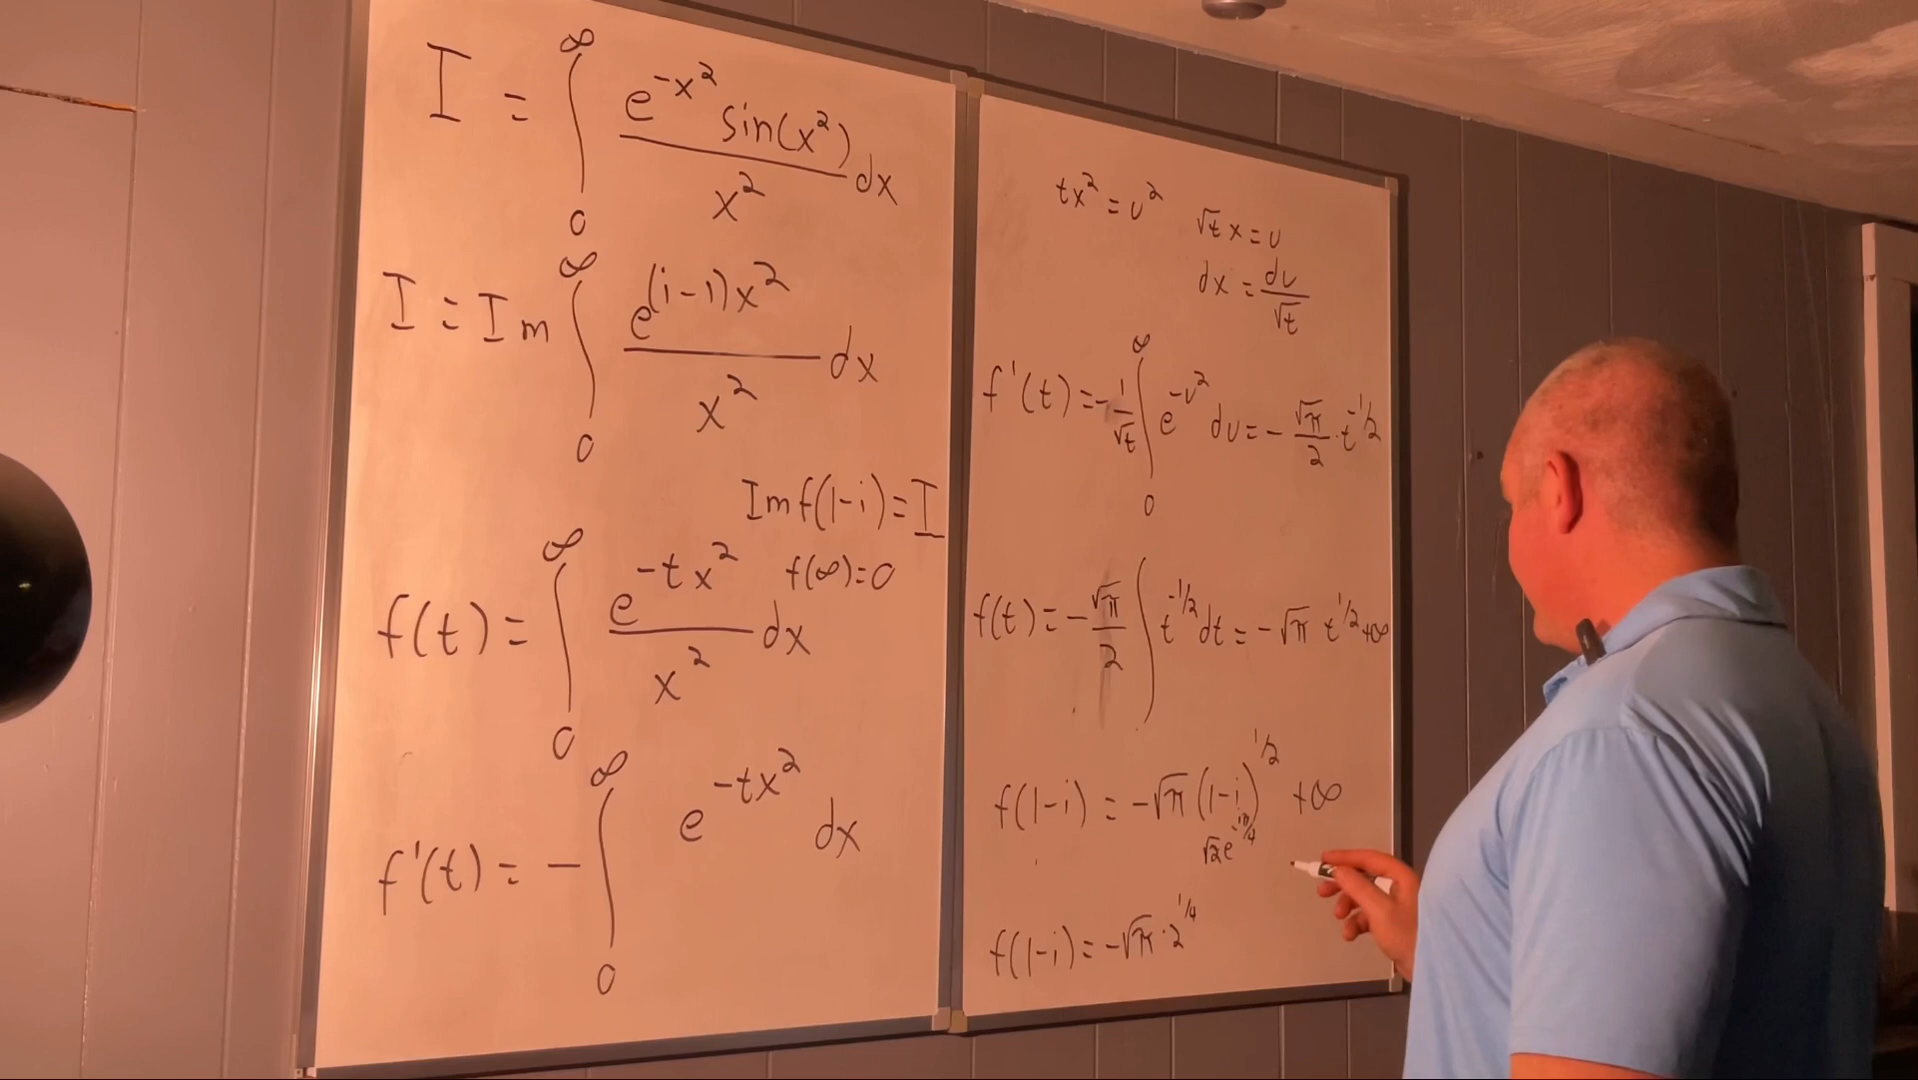 I = ∫₀^∞ e^{-x²} sin(x²) / x² dx
I = Im ∫₀^∞ e^{(i-1)x²} / x² dx
Im f(1-i) = I
f(∞) = 0
f(t) = ∫₀^∞ e^{-tx²} / x² dx
f'(t) = - ∫₀^∞ e^{-tx²} dx
tx² = u²
√t x = u
dx = du / √t
f'(t) = - 1/√t ∫₀^∞ e^{-u²} du = - √π/2 · t^{-1/2}
f(t) = - √π/2 ∫ t^{-1/2} dt = - √π t^{1/2} + ∞
f(1-i) = -√π (1-i)^{1/2} + ∞
√2 e^{-iπ/4}
f(1-i) = -√π · 2^{1/4}